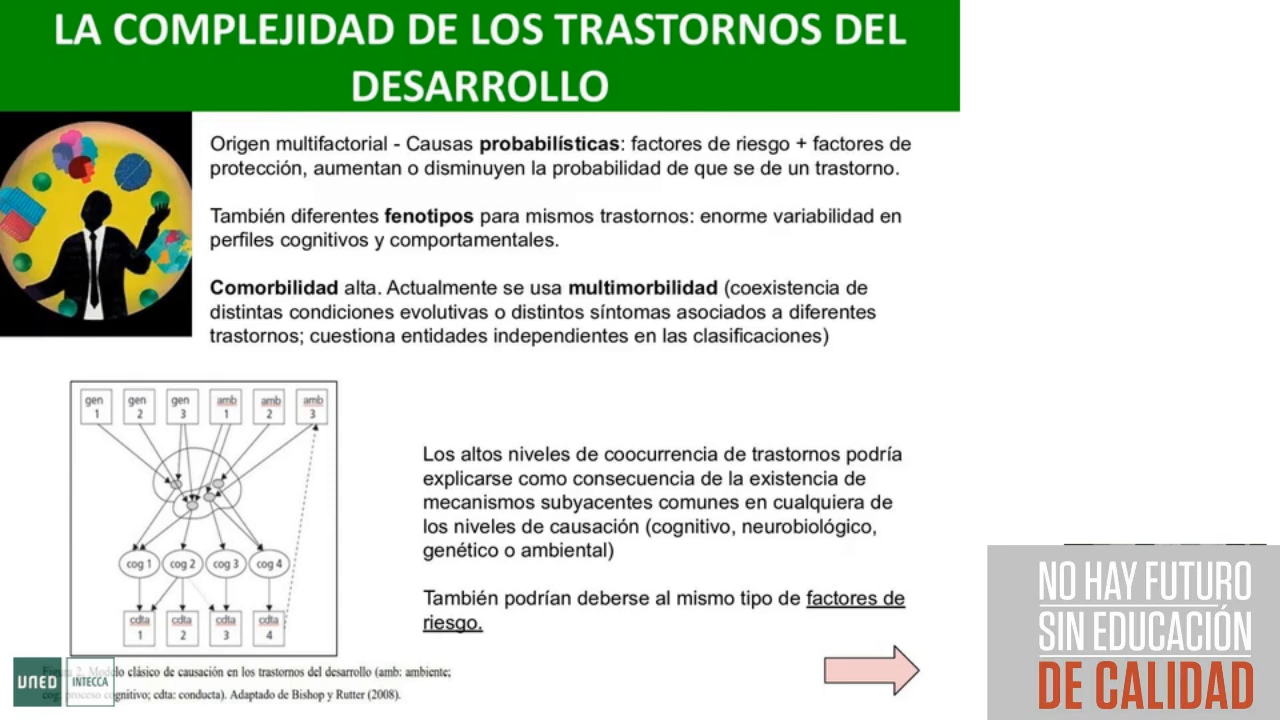 LA COMPLEJIDAD DE LOS TRASTORNOS DEL
DESARROLLO
Origen multifactorial - Causas probabilísticas: factores de riesgo + factores de
protección, aumentan o disminuyen la probabilidad de que se de un trastorno.
También diferentes fenotipos para mismos trastornos: enorme variabilidad en
perfiles cognitivos y comportamentales.
Comorbilidad alta. Actualmente se usa multimorbilidad (coexistencia de
distintas condiciones evolutivas o distintos síntomas asociados a diferentes
trastornos; cuestiona entidades independientes en las clasificaciones)
gen 1 gen 2 gen 3 amb 1 amb 2 amb 3
cog 1 cog 2 cog 3 cog 4
cdta 1 cdta 2 cdta 3 cdta 4
Los altos niveles de coocurrencia de trastornos podría
explicarse como consecuencia de la existencia de
mecanismos subyacentes comunes en cualquiera de
los niveles de causación (cognitivo, neurobiológico,
genético o ambiental)
También podrían deberse al mismo tipo de factores de
riesgo.
Figura 2. Modelo clásico de causación en los trastornos del desarrollo (amb: ambiente;
cog: proceso cognitivo; cdta: conducta). Adaptado de Bishop y Rutter (2008).
UNED INTECCA
NO HAY FUTURO
SIN EDUCACIÓN
DE CALIDAD